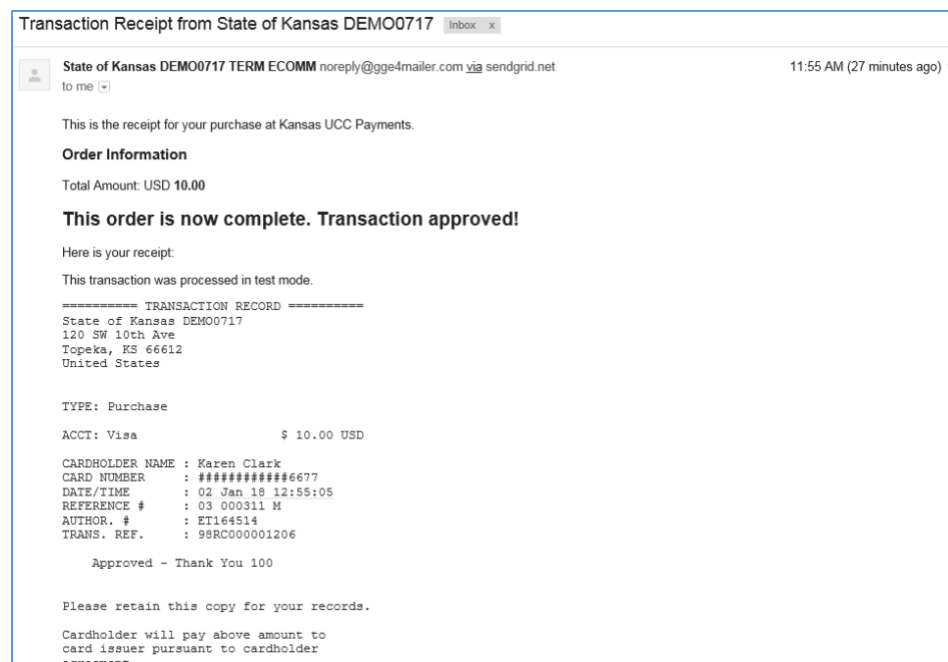 Transaction Receipt from State of Kansas DEMO0717 Inbox x
State of Kansas DEMO0717 TERM ECOMM noreply@gge4mailer.com via sendgrid.net 11:55 AM (27 minutes ago)
to me
This is the receipt for your purchase at Kansas UCC Payments.
Order Information
Total Amount: USD 10.00
This order is now complete. Transaction approved!
Here is your receipt:
This transaction was processed in test mode.
========== TRANSACTION RECORD ==========
State of Kansas DEMO0717
120 SW 10th Ave
Topeka, KS 66612
United States
TYPE: Purchase
ACCT: Visa $ 10.00 USD
CARDHOLDER NAME : Karen Clark
CARD NUMBER : ############6677
DATE/TIME : 02 Jan 18 12:55:05
REFERENCE # : 03 000311 M
AUTHOR. # : ET164514
TRANS. REF. : 98RC000001206
Approved - Thank You 100
Please retain this copy for your records.
Cardholder will pay above amount to
card issuer pursuant to cardholder